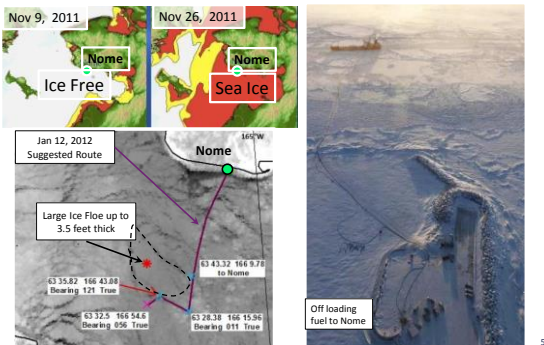 Nov 9, 2011
Nome
Ice Free
Nov 26, 2011
Nome
Sea Ice
Jan 12, 2012
Suggested Route
Nome
165°W
Large Ice Floe up to
3.5 feet thick
63 43.32 166 9.78
to Nome
63 35.82 166 43.08
Bearing 121 True
63 32.5 166 54.6
Bearing 056 True
63 28.38 166 15.96
Bearing 011 True
Off loading
fuel to Nome
5